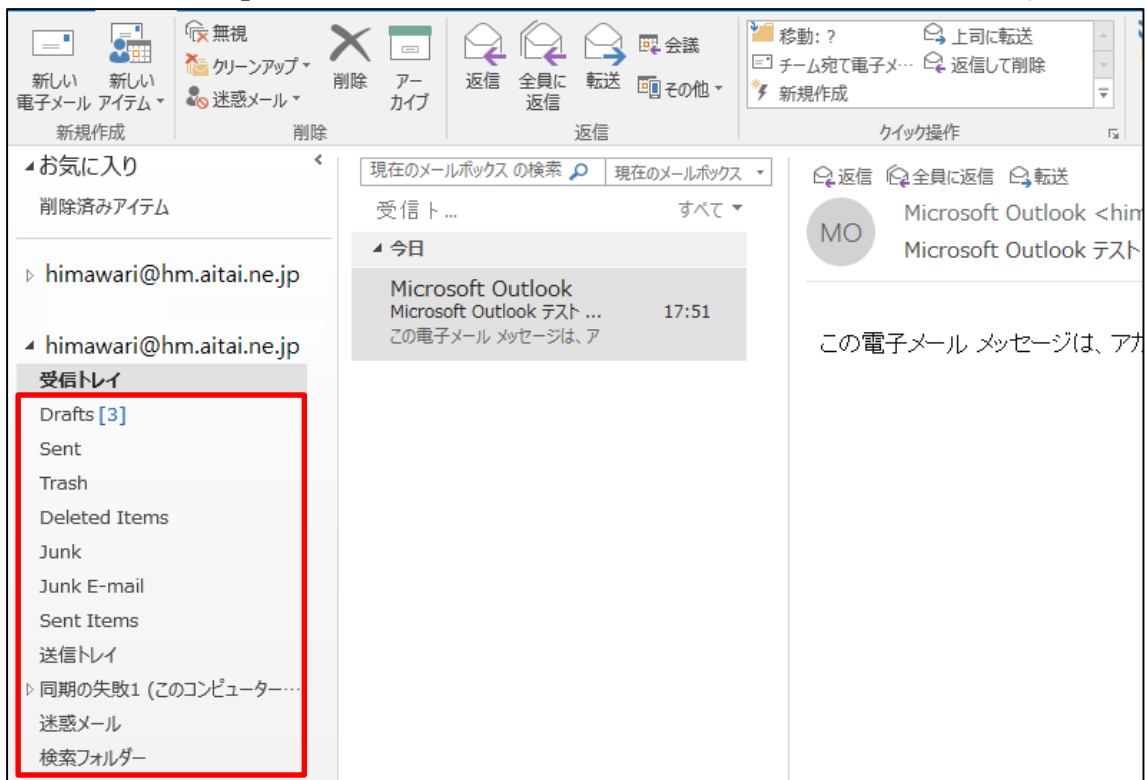 新しい
電子メール
新しい
アイテム
無視
クリーンアップ
迷惑メール
削除
アー
カイブ
返信
全員に
返信
転送
会議
その他
移動: ?
チーム宛て電子メ…
新規作成
上司に転送
返信して削除
新規作成
削除
返信
クイック操作
お気に入り
削除済みアイテム
himawari@hm.aitai.ne.jp
himawari@hm.aitai.ne.jp
受信トレイ
Drafts [3]
Sent
Trash
Deleted Items
Junk
Junk E-mail
Sent Items
送信トレイ
同期の失敗1 (このコンピューター…
迷惑メール
検索フォルダー
現在のメールボックス の検索
現在のメールボックス
受信ト...
すべて
今日
Microsoft Outlook
Microsoft Outlook テスト ...
17:51
この電子メール メッセージは、ア
返信
全員に返信
転送
MO
Microsoft Outlook <him
Microsoft Outlook テスト
この電子メール メッセージは、アカ